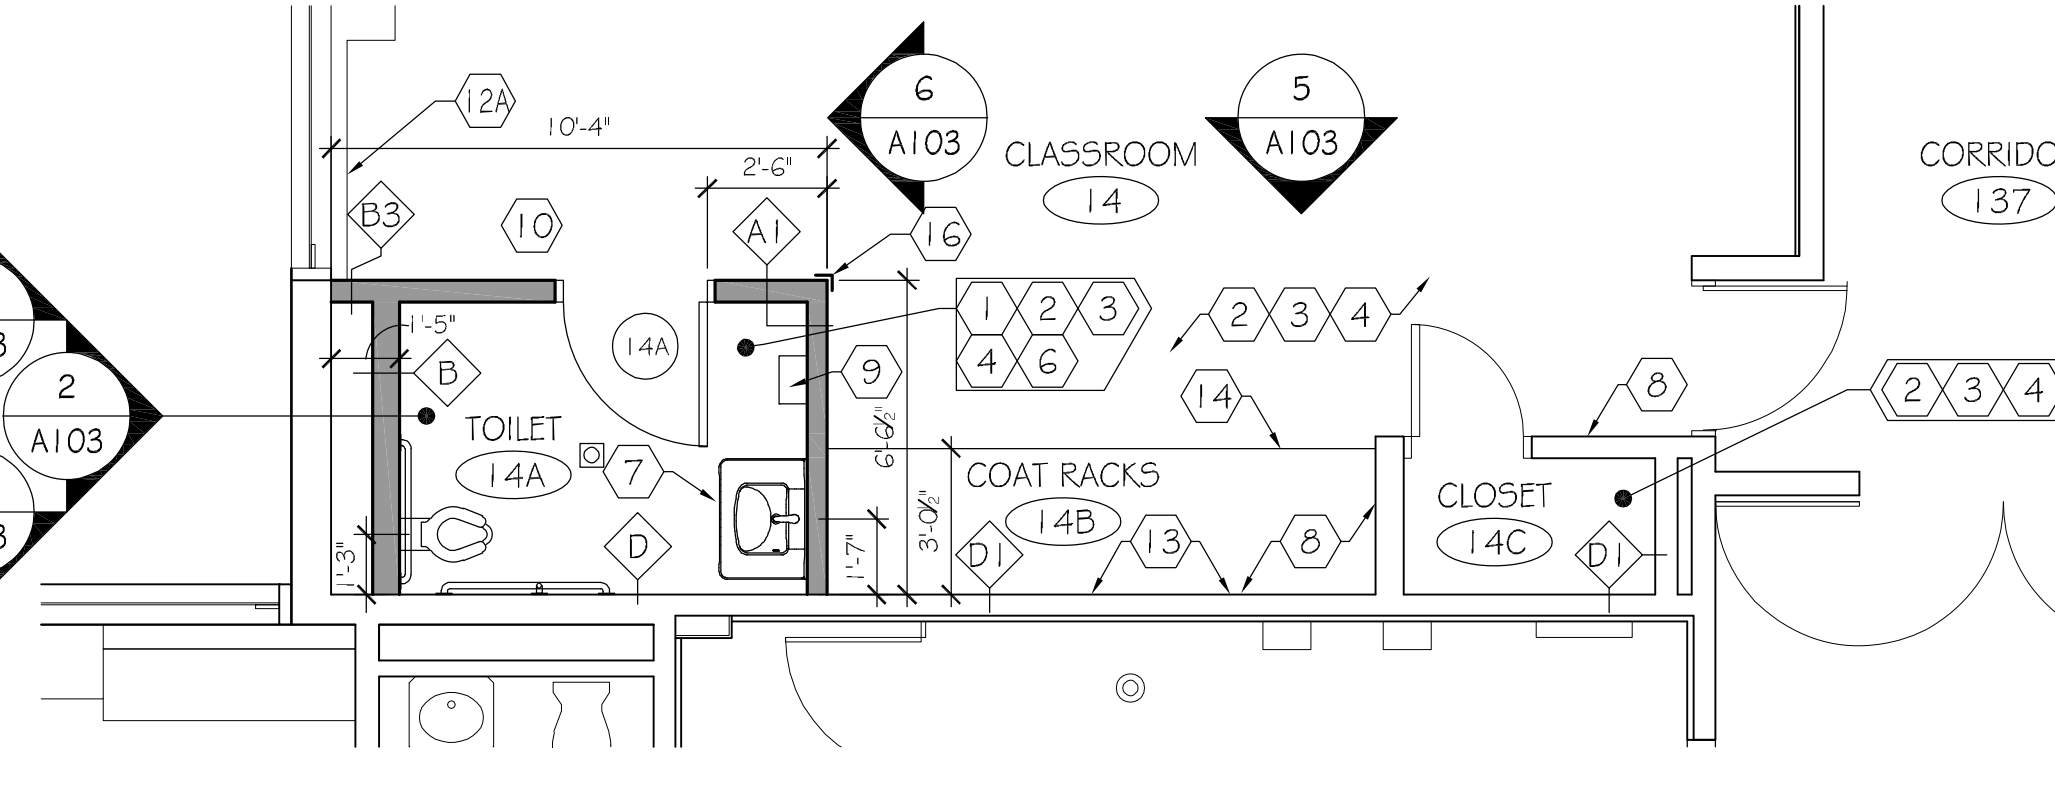 6
A103
5
A103
12A
10'-4"
2'-6"
CLASSROOM
14
CORRIDO
137
B3
10
A1
16
1 2 3
4 6
2 3 4
1'-5"
14A
B
9
2
A103
14
8
2 3 4
TOILET
14A
7
6'-6½"
COAT RACKS
14B
CLOSET
14C
3'-0½"
1'-3"
D
1'-7"
D1
13
8
D1
3
3